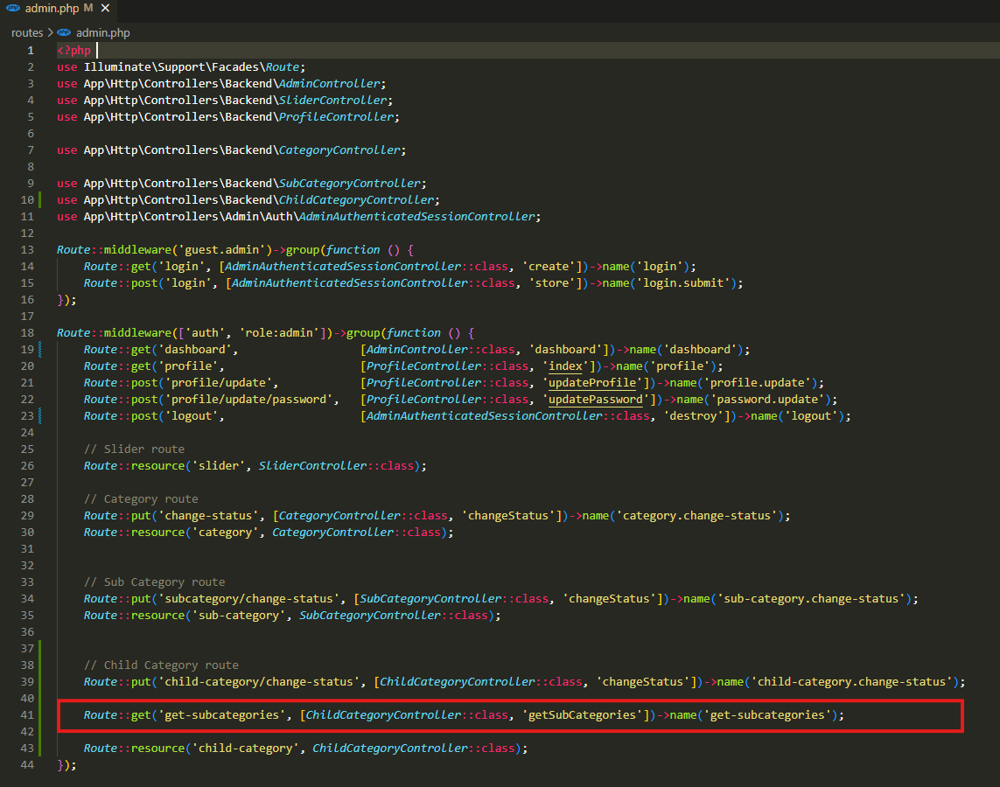 admin.php M ×
routes > admin.php
1 <?php
2 use Illuminate\Support\Facades\Route;
3 use App\Http\Controllers\Backend\AdminController;
4 use App\Http\Controllers\Backend\SliderController;
5 use App\Http\Controllers\Backend\ProfileController;
6
7 use App\Http\Controllers\Backend\CategoryController;
8
9 use App\Http\Controllers\Backend\SubCategoryController;
10 use App\Http\Controllers\Backend\ChildCategoryController;
11 use App\Http\Controllers\Admin\Auth\AdminAuthenticatedSessionController;
12
13 Route::middleware('guest.admin')->group(function () {
14     Route::get('login', [AdminAuthenticatedSessionController::class, 'create'])->name('login');
15     Route::post('login', [AdminAuthenticatedSessionController::class, 'store'])->name('login.submit');
16 });
17
18 Route::middleware(['auth', 'role:admin'])->group(function () {
19     Route::get('dashboard',                  [AdminController::class, 'dashboard'])->name('dashboard');
20     Route::get('profile',                    [ProfileController::class, 'index'])->name('profile');
21     Route::post('profile/update',            [ProfileController::class, 'updateProfile'])->name('profile.update');
22     Route::post('profile/update/password',   [ProfileController::class, 'updatePassword'])->name('password.update');
23     Route::post('logout',                    [AdminAuthenticatedSessionController::class, 'destroy'])->name('logout');
24
25     // Slider route
26     Route::resource('slider', SliderController::class);
27
28     // Category route
29     Route::put('change-status', [CategoryController::class, 'changeStatus'])->name('category.change-status');
30     Route::resource('category', CategoryController::class);
31
32
33     // Sub Category route
34     Route::put('subcategory/change-status', [SubCategoryController::class, 'changeStatus'])->name('sub-category.change-status');
35     Route::resource('sub-category', SubCategoryController::class);
36
37
38     // Child Category route
39     Route::put('child-category/change-status', [ChildCategoryController::class, 'changeStatus'])->name('child-category.change-status');
40
41     Route::get('get-subcategories', [ChildCategoryController::class, 'getSubCategories'])->name('get-subcategories');
42
43     Route::resource('child-category', ChildCategoryController::class);
44 });